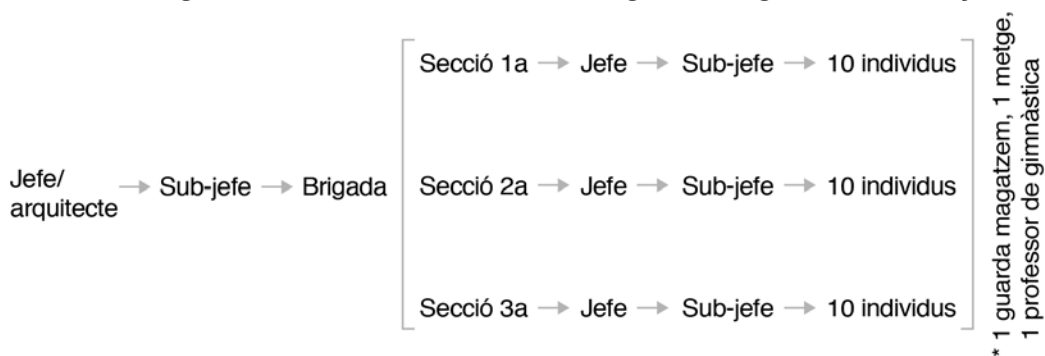 Secció 1a → Jefe → Sub-jefe → 10 individus
Jefe/
arquitecte → Sub-jefe → Brigada
Secció 2a → Jefe → Sub-jefe → 10 individus
Secció 3a → Jefe → Sub-jefe → 10 individus
* 1 guarda magatzem, 1 metge,
1 professor de gimnàstica